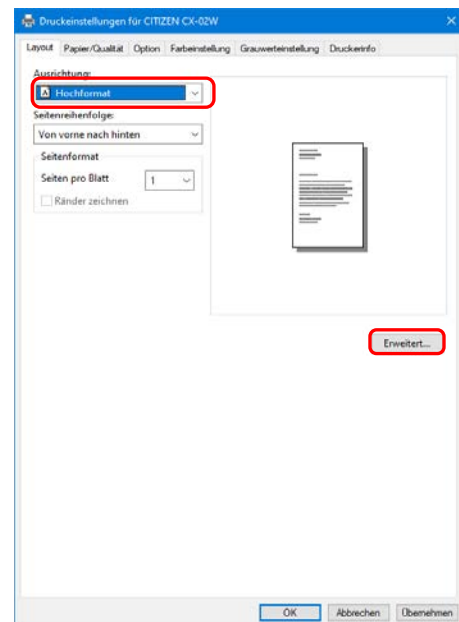 Druckeinstellungen für CITIZEN CX-02W
Layout Papier/Qualität Option Farbeinstellung Grauwerteinstellung Druckerinfo
Ausrichtung:
A Hochformat
Seitenreihenfolge:
Von vorne nach hinten
Seitenformat
Seiten pro Blatt 1
Ränder zeichnen
Erweitert...
OK Abbrechen Übernehmen